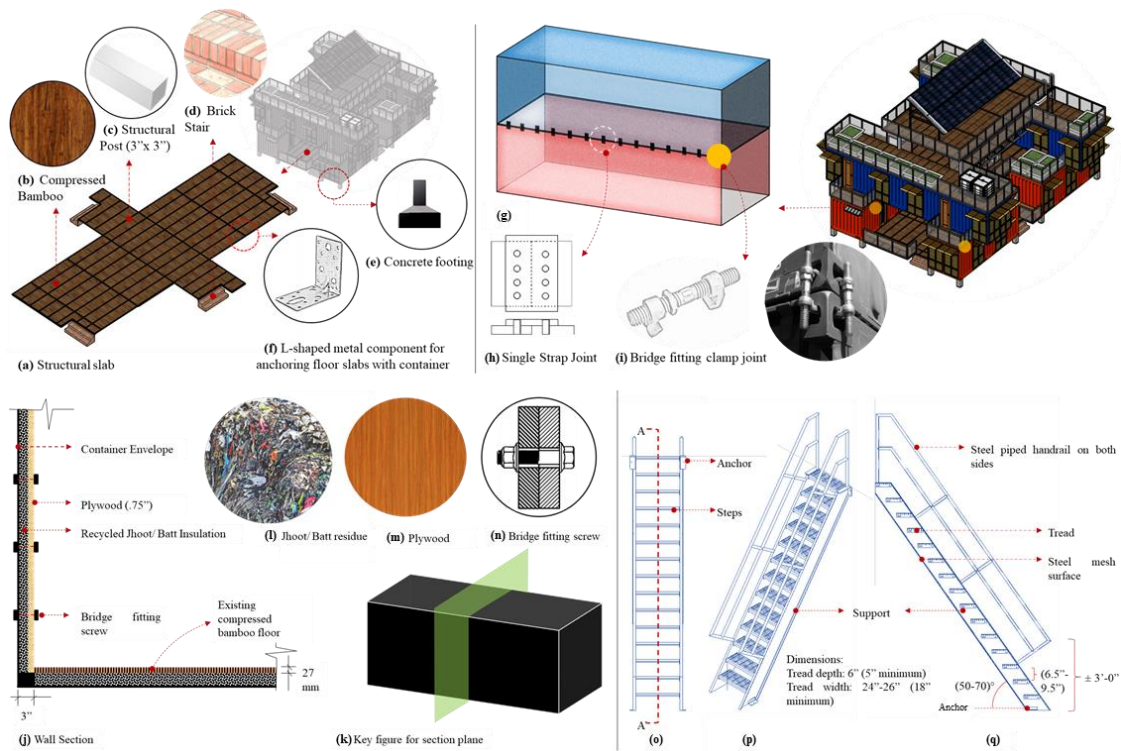 (d) Brick
Stair
(c) Structural
Post (3”x 3”)
(b) Compressed
Bamboo
(e) Concrete footing
(f) L-shaped metal component for
anchoring floor slabs with container
(a) Structural slab
(g)
(h) Single Strap Joint
(i) Bridge fitting clamp joint
Container Envelope
Plywood (.75”)
Recycled Jhoot/ Batt Insulation
Bridge fitting
screw
Existing
compressed
bamboo floor
27
mm
3”
(j) Wall Section
(l) Jhoot/ Batt residue
(m) Plywood
(n) Bridge fitting screw
(k) Key figure for section plane
A
Anchor
Steps
A
(o)
Support
Dimensions:
Tread depth: 6” (5” minimum)
Tread width: 24”-26” (18”
minimum)
(p)
Steel piped handrail on both
sides
Tread
Steel mesh
surface
(50-70)°
(6.5”-
9.5”)
± 3’-0”
Anchor
(q)